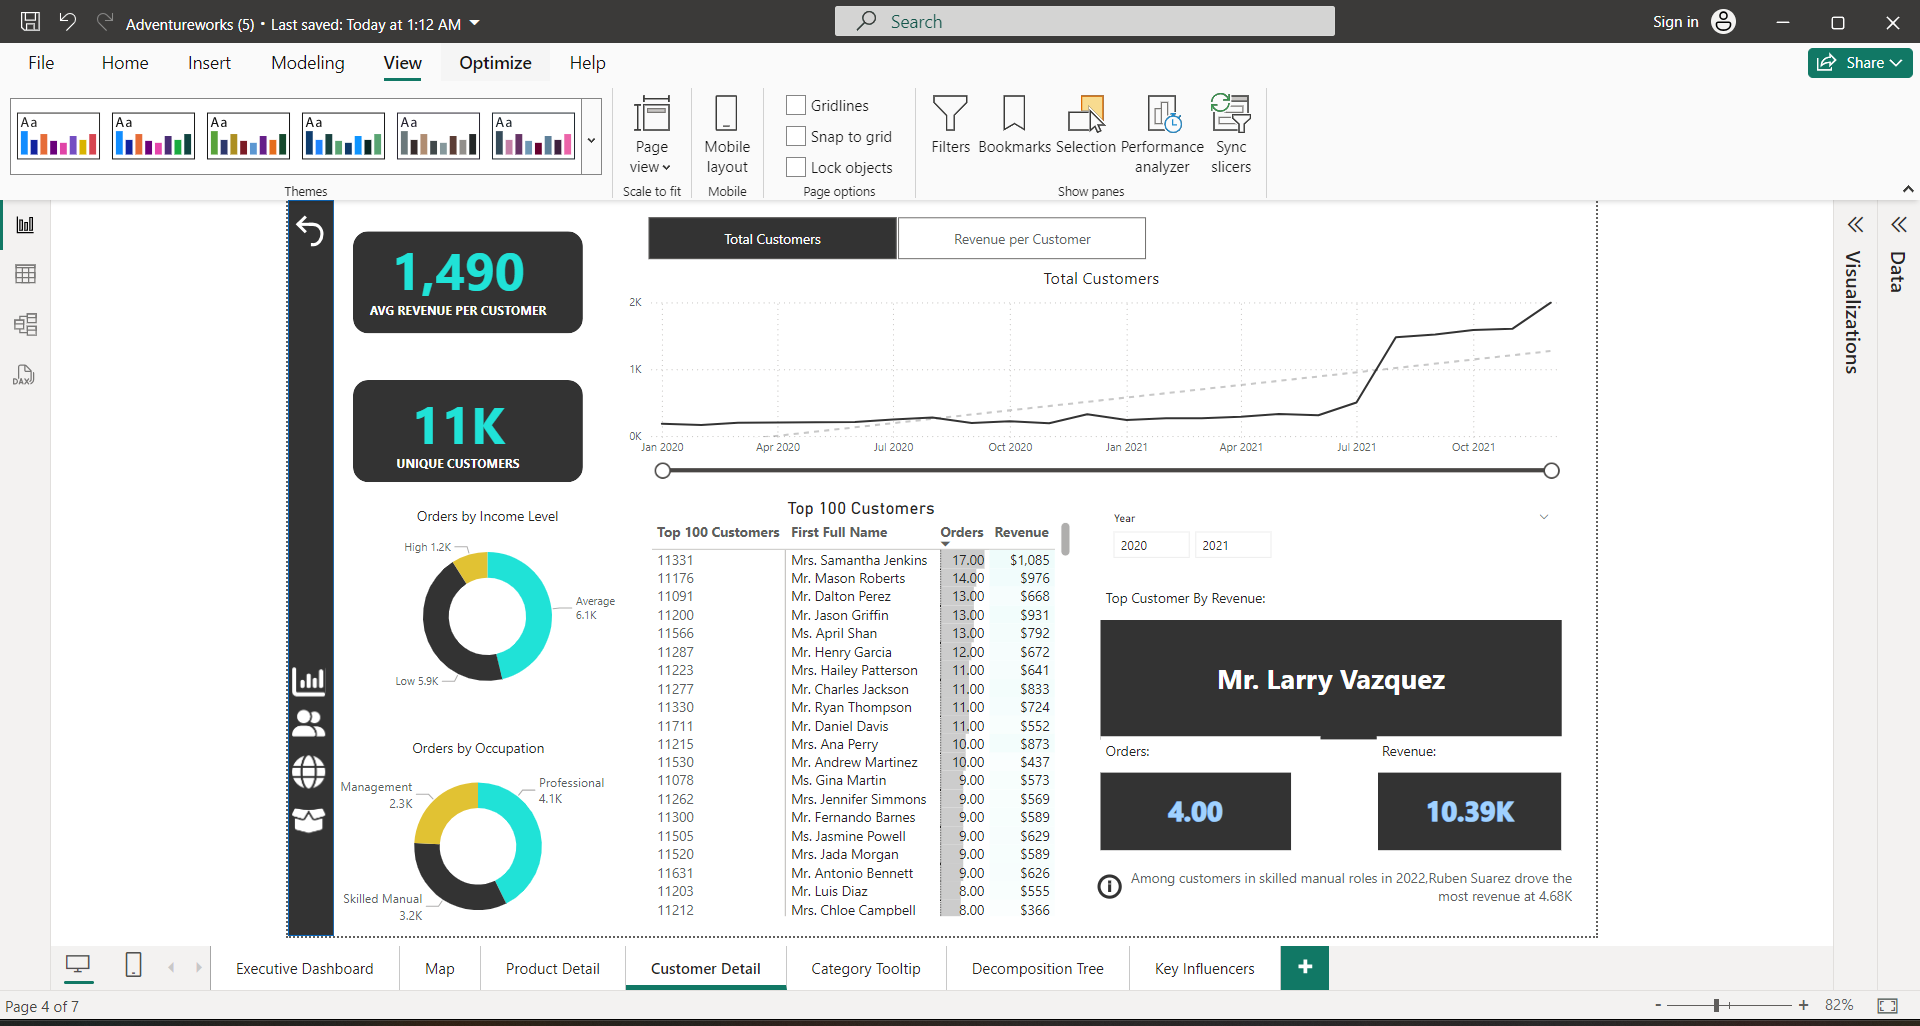 Adventureworks (5) • Last saved: Today at 1:12 AM
Search
Sign in
File Home Insert Modeling View Optimize Help
Share
Aa Aa Aa Aa Aa Aa
Themes
Page view
Scale to fit
Mobile layout
Mobile
Gridlines
Snap to grid
Lock objects
Page options
Filters Bookmarks Selection Performance analyzer Sync slicers
Show panes
DAX
1,490
AVG REVENUE PER CUSTOMER
11K
UNIQUE CUSTOMERS
Orders by Income Level
High 1.2K
Average
6.1K
Low 5.9K
Orders by Occupation
Management
2.3K
Professional
4.1K
Skilled Manual
3.2K
Total Customers Revenue per Customer
Total Customers
2K
1K
0K
Jan 2020 Apr 2020 Jul 2020 Oct 2020 Jan 2021 Apr 2021 Jul 2021 Oct 2021
Top 100 Customers
Top 100 Customers First Full Name Orders Revenue
11331 Mrs. Samantha Jenkins 17.00 $1,085
11176 Mr. Mason Roberts 14.00 $976
11091 Mr. Dalton Perez 13.00 $668
11200 Mr. Jason Griffin 13.00 $931
11566 Ms. April Shan 13.00 $792
11287 Mr. Henry Garcia 12.00 $672
11223 Mrs. Hailey Patterson 11.00 $641
11277 Mr. Charles Jackson 11.00 $833
11330 Mr. Ryan Thompson 11.00 $724
11711 Mr. Daniel Davis 11.00 $552
11215 Mrs. Ana Perry 10.00 $873
11530 Mr. Andrew Martinez 10.00 $437
11078 Ms. Gina Martin 9.00 $573
11262 Mrs. Jennifer Simmons 9.00 $569
11300 Mr. Fernando Barnes 9.00 $589
11505 Ms. Jasmine Powell 9.00 $629
11520 Mrs. Jada Morgan 9.00 $589
11631 Mr. Antonio Bennett 9.00 $626
11203 Mr. Luis Diaz 8.00 $555
11212 Mrs. Chloe Campbell 8.00 $366
Year
2020 2021
Top Customer By Revenue:
Mr. Larry Vazquez
Orders: Revenue:
4.00 10.39K
Among customers in skilled manual roles in 2022,Ruben Suarez drove the
most revenue at 4.68K
Visualizations
Data
Executive Dashboard Map Product Detail Customer Detail Category Tooltip Decomposition Tree Key Influencers
Page 4 of 7
- + 82%